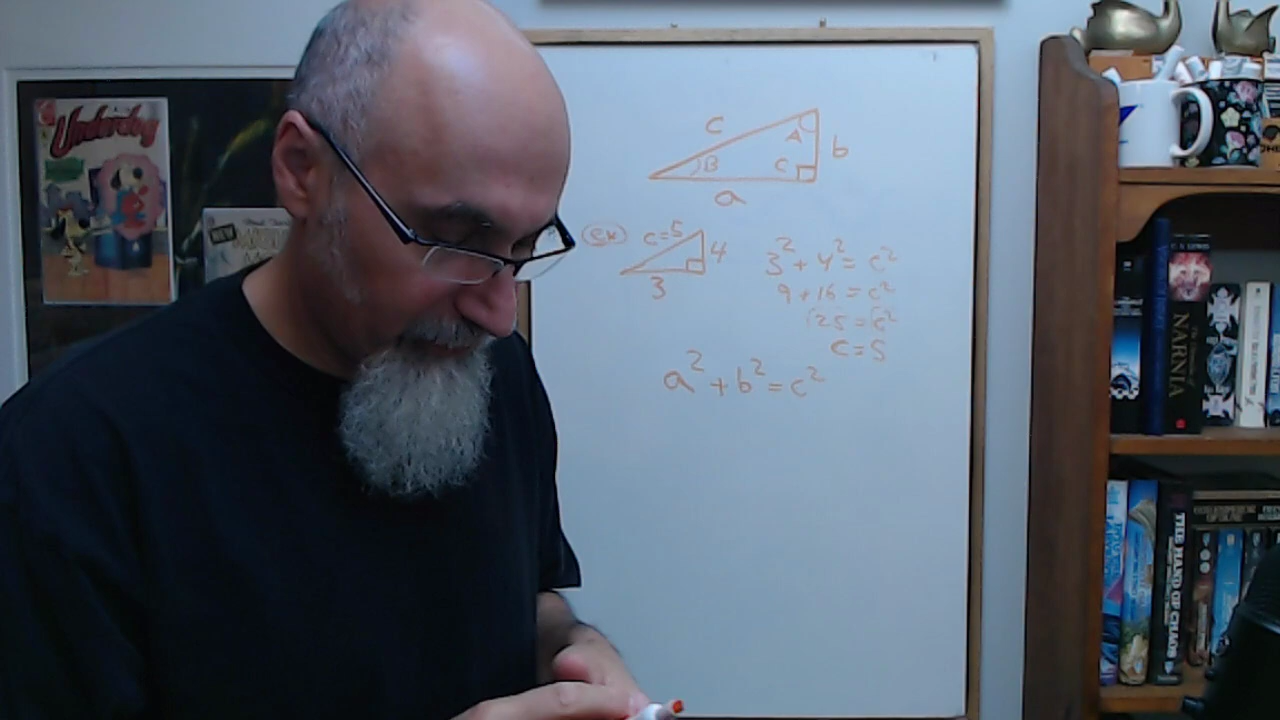 Underdog
NEW
c
A
b
B
C
a
ex
c=5
4
3
3² + 4² = c²
9 + 16 = c²
25 = c²
c = 5
a² + b² = c²
NARNIA
THE HAND OF CHAOS